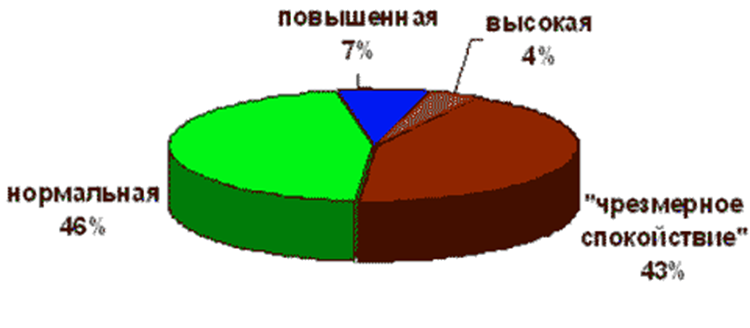 повышенная
7%
высокая
4%
нормальная
46%
"чрезмерное
спокойствие"
43%